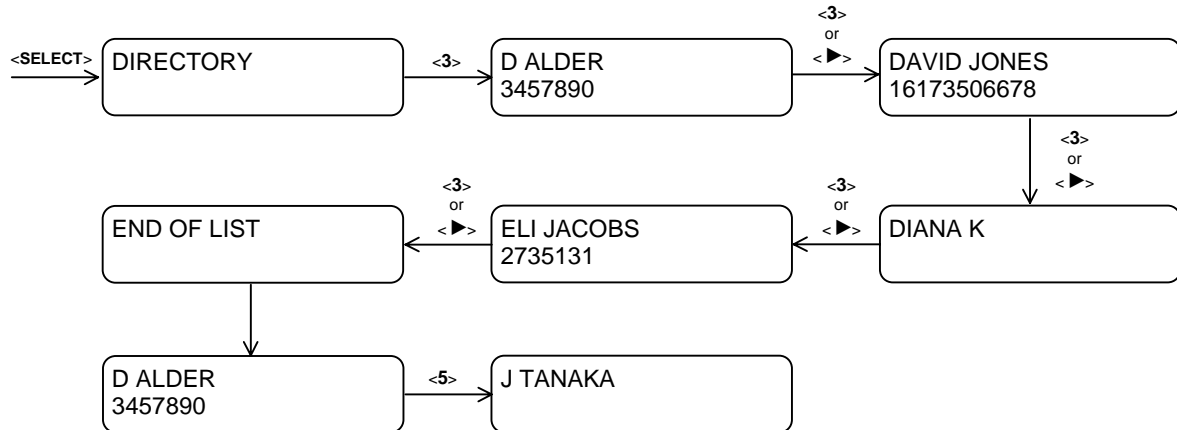 <SELECT>
DIRECTORY
<3>
D ALDER
3457890
<3>
or
< ▶>
DAVID JONES
16173506678
<3>
or
< ▶>
DIANA K
<3>
or
< ▶>
ELI JACOBS
2735131
<3>
or
< ▶>
END OF LIST
D ALDER
3457890
<5>
J TANAKA